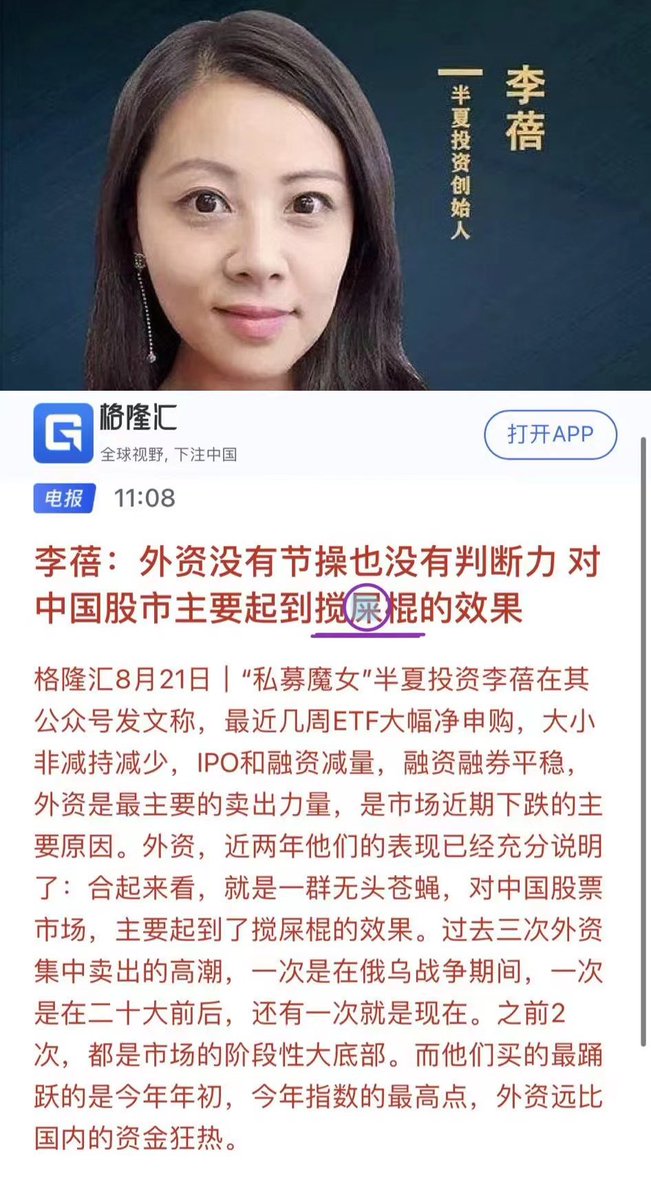 李蓓
半夏投资创始人
格隆汇
全球视野, 下注中国
打开APP
电报 11:08
李蓓：外资没有节操也没有判断力 对
中国股市主要起到搅屎棍的效果
格隆汇8月21日｜“私募魔女”半夏投资李蓓在其
公众号发文称，最近几周ETF大幅净申购，大小
非减持减少，IPO和融资减量，融资融券平稳，
外资是最主要的卖出力量，是市场近期下跌的主
要原因。外资，近两年他们的表现已经充分说明
了：合起来看，就是一群无头苍蝇，对中国股票
市场，主要起到了搅屎棍的效果。过去三次外资
集中卖出的高潮，一次是在俄乌战争期间，一次
是在二十大前后，还有一次就是现在。之前2
次，都是市场的阶段性大底部。而他们买的最踊
跃的是今年年初，今年指数的最高点，外资远比
国内的资金狂热。